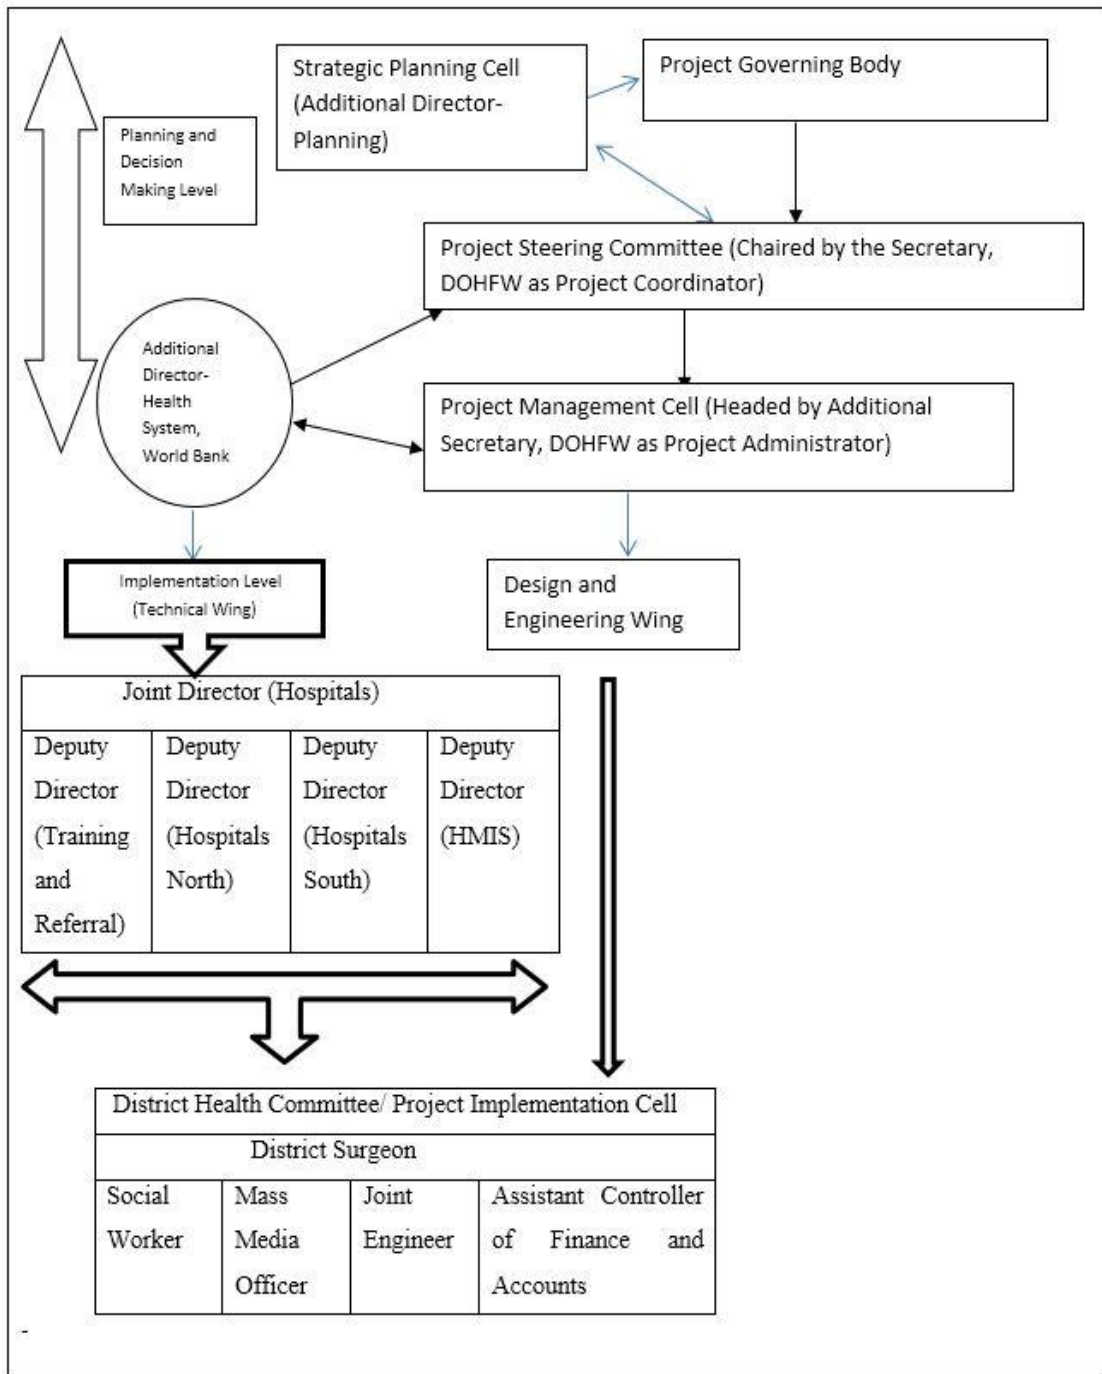 Strategic Planning Cell
(Additional Director-
Planning)
Project Governing Body
Planning and
Decision
Making Level
Project Steering Committee (Chaired by the Secretary,
DOHFW as Project Coordinator)
Additional
Director-
Health
System,
World Bank
Project Management Cell (Headed by Additional
Secretary, DOHFW as Project Administrator)
Implementation Level
(Technical Wing)
Design and
Engineering Wing
Joint Director (Hospitals)
Deputy
Director
(Training
and
Referral)
Deputy
Director
(Hospitals
North)
Deputy
Director
(Hospitals
South)
Deputy
Director
(HMIS)
District Health Committee/ Project Implementation Cell
District Surgeon
Social
Worker
Mass
Media
Officer
Joint
Engineer
Assistant Controller
of Finance and
Accounts
-